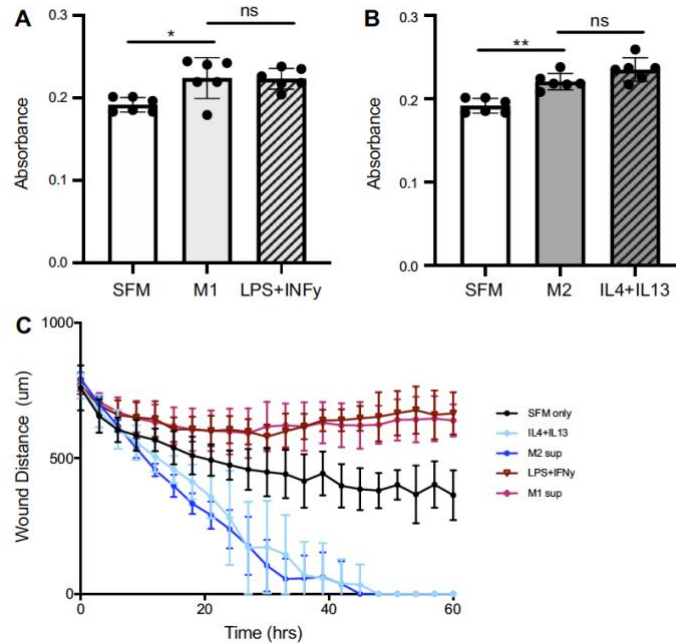 A
B
ns
*
0.3
0.2
0.1
0.0
Absorbance
SFM M1 LPS+INFy
ns
**
0.3
0.2
0.1
0.0
Absorbance
SFM M2 IL4+IL13
C
1000
500
0
Wound Distance (um)
0 20 40 60
Time (hrs)
SFM only
IL4+IL13
M2 sup
LPS+IFNy
M1 sup